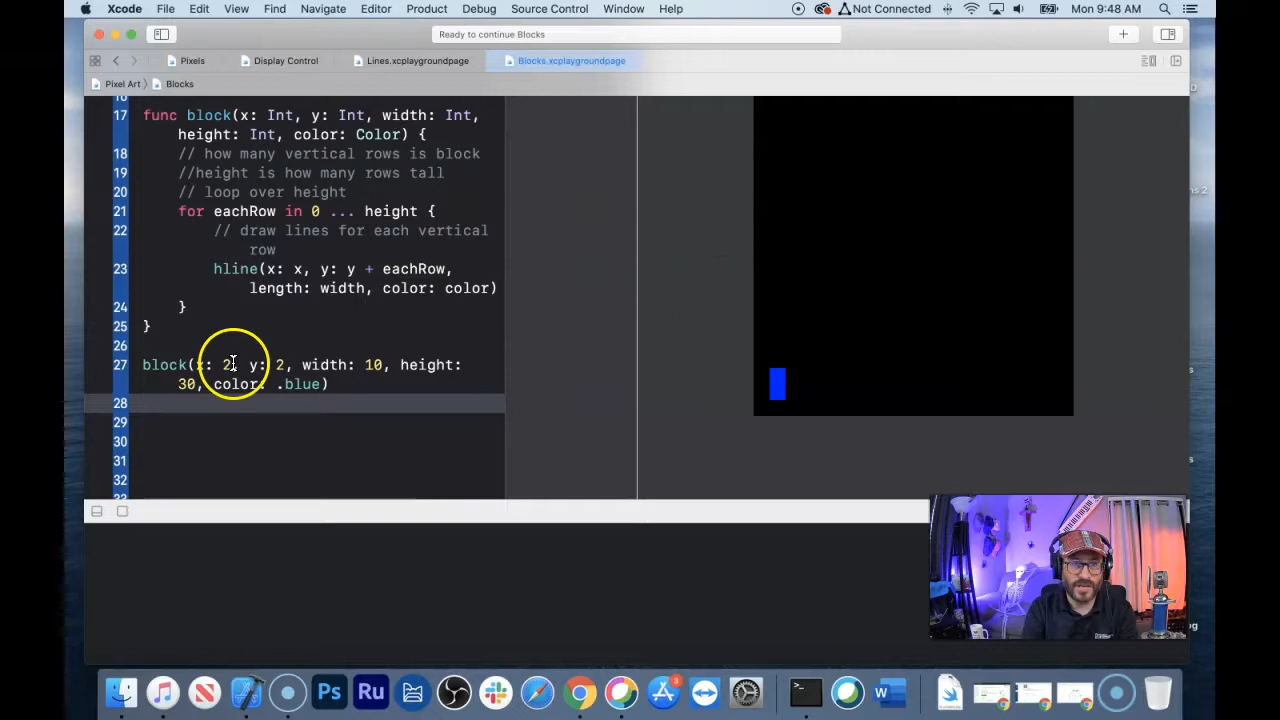 Xcode File Edit View Find Navigate Editor Product Debug Source Control Window Help Not Connected Mon 9:48 AM
Ready to continue Blocks
Pixels Display Control Lines.xcplaygroundpage Blocks.xcplaygroundpage
Pixel Art Blocks
16
17 func block(x: Int, y: Int, width: Int,
height: Int, color: Color) {
18 // how many vertical rows is block
19 //height is how many rows tall
20 // loop over height
21 for eachRow in 0 ... height {
22 // draw lines for each vertical
row
23 hline(x: x, y: y + eachRow,
length: width, color: color)
24 }
25 }
26
27 block(x: 2, y: 2, width: 10, height:
30, color: .blue)
28
29
30
31
32
Ps Ru 3 W